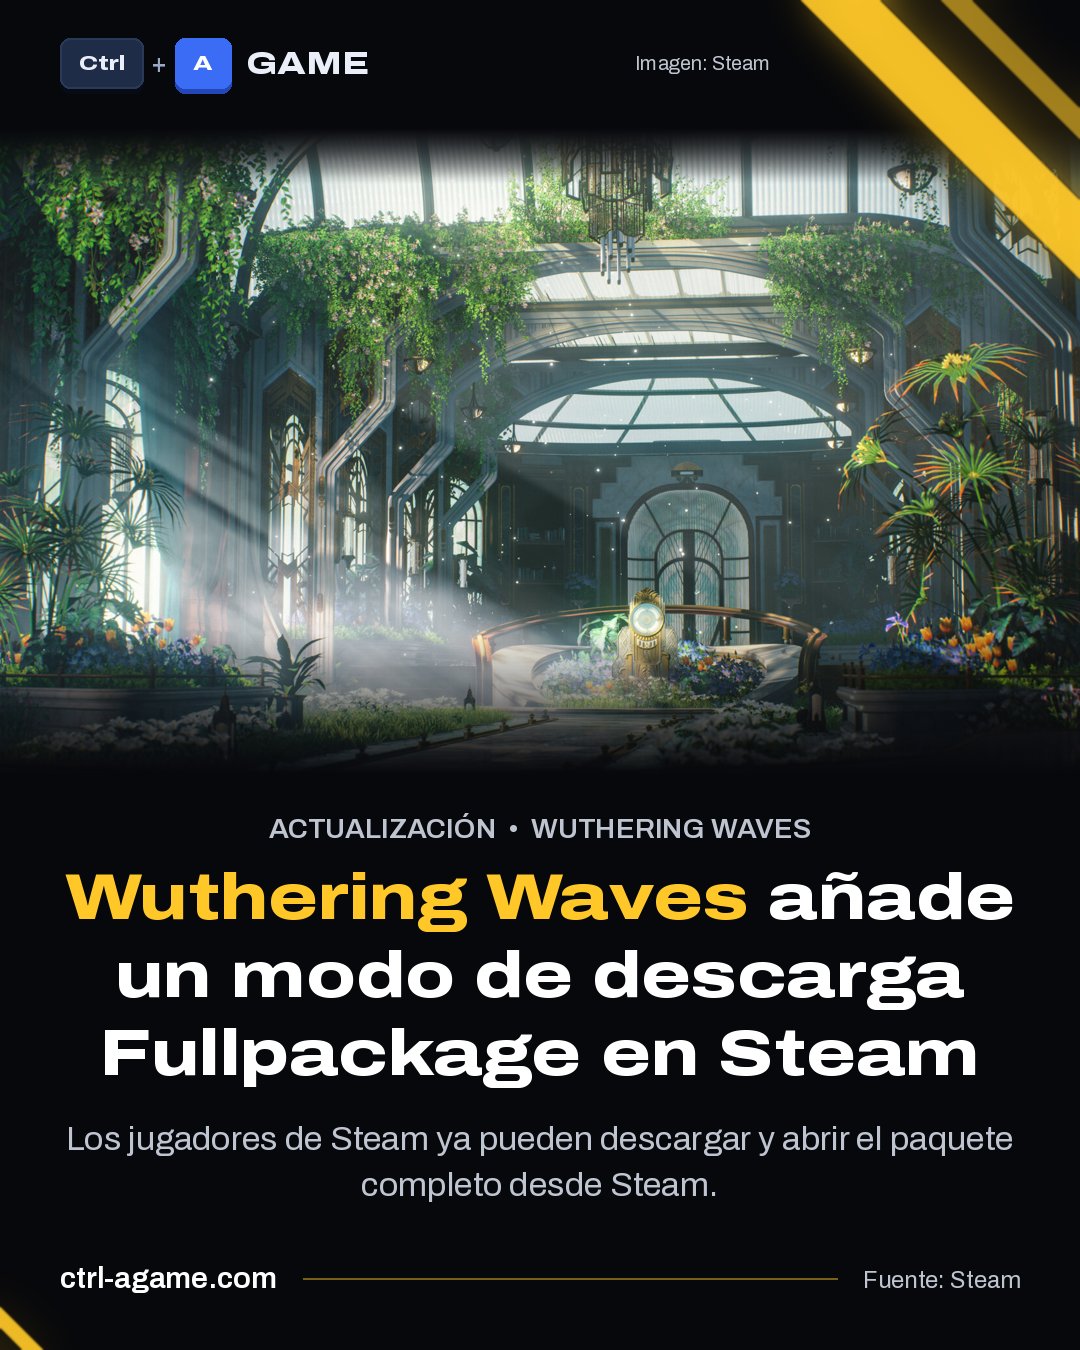 Ctrl + A GAME
Imagen: Steam
ACTUALIZACIÓN • WUTHERING WAVES
Wuthering Waves añade
un modo de descarga
Fullpackage en Steam
Los jugadores de Steam ya pueden descargar y abrir el paquete
completo desde Steam.
ctrl-agame.com
Fuente: Steam